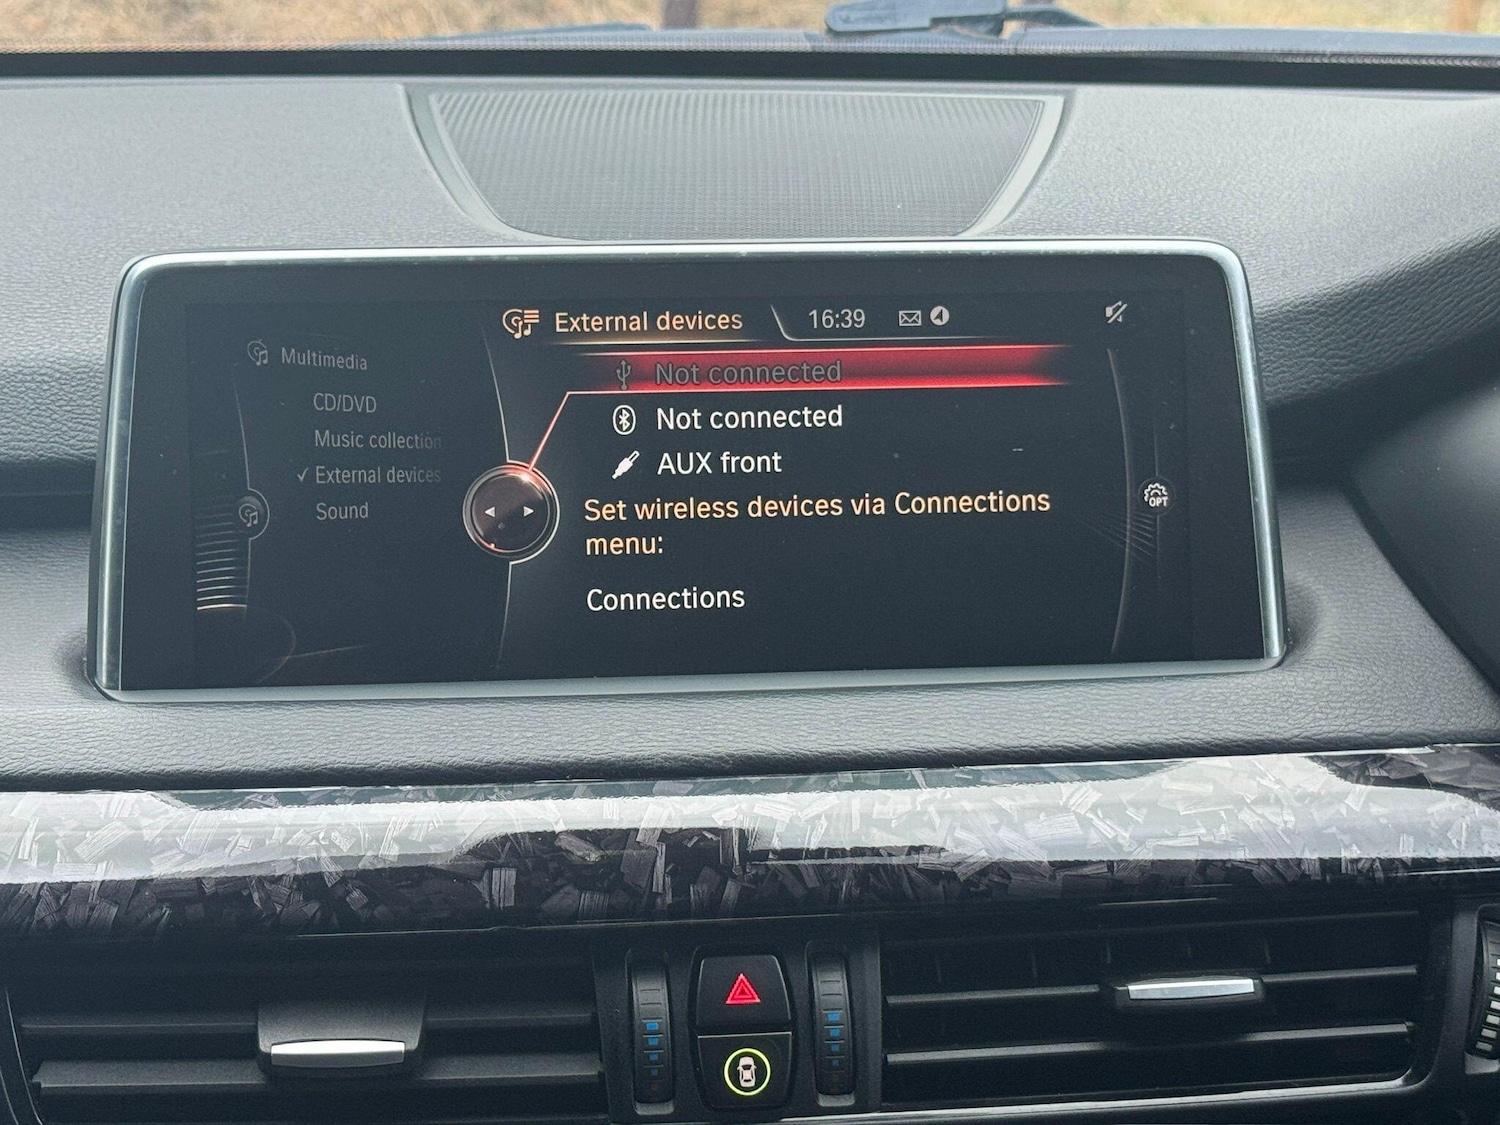 External devices 16:39
Multimedia
CD/DVD
Music collection
External devices
Sound
Not connected
Not connected
AUX front
Set wireless devices via Connections
menu:
Connections
OPT